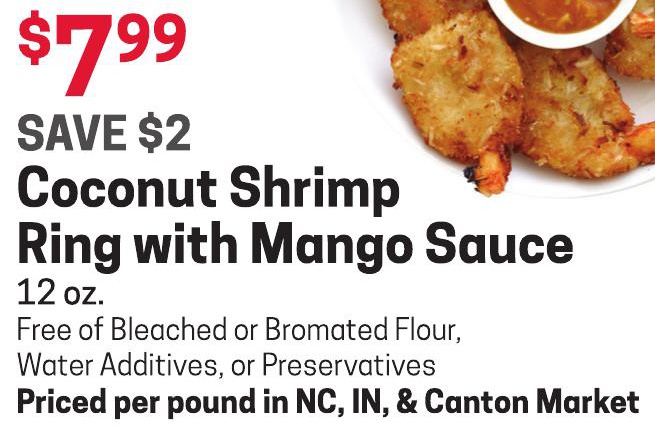 $7.99
SAVE $2
Coconut Shrimp
Ring with Mango Sauce
12 oz.
Free of Bleached or Bromated Flour,
Water Additives, or Preservatives
Priced per pound in NC, IN, & Canton Market